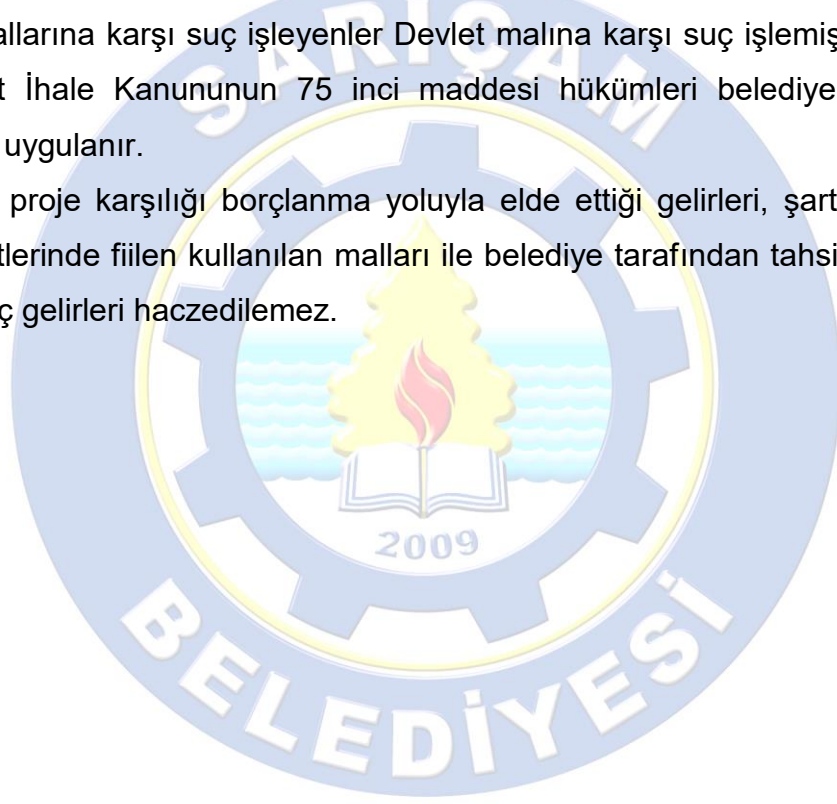 allarına karşı suç işleyenler Devlet malına karşı suç işlemiş
t İhale Kanununun 75 inci maddesi hükümleri belediye
uygulanır.
proje karşılığı borçlanma yoluyla elde ettiği gelirleri, şart
tlerinde fiilen kullanılan malları ile belediye tarafından tahsi
ç gelirleri haczedilemez.
SARIÇAM
2009
BELEDİYESİ